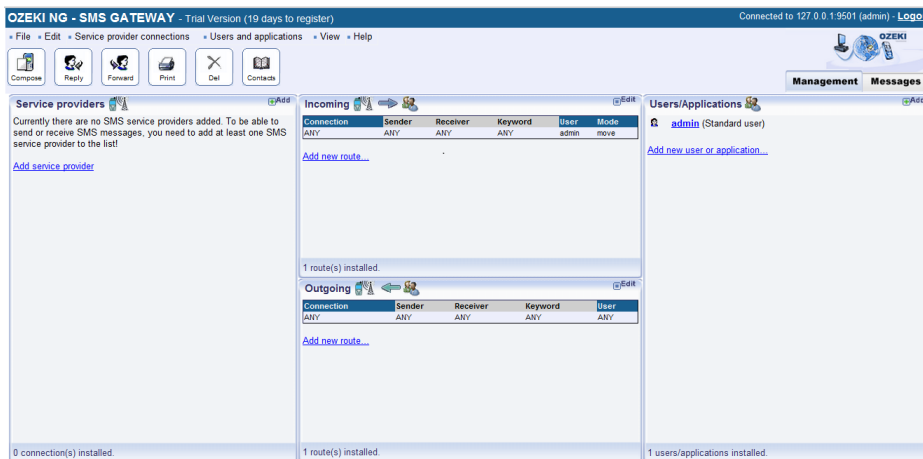 OZEKI NG - SMS GATEWAY - Trial Version (19 days to register)
Connected to 127.0.0.1:9501 (admin) - Logo
File Edit Service provider connections Users and applications View Help
OZEKI
Compose Reply Forward Print Del Contacts
Management Messages
Service providers Add
Currently there are no SMS service providers added. To be able to
send or receive SMS messages, you need to add at least one SMS
service provider to the list!
Add service provider
0 connection(s) installed.
Incoming Edit
Connection Sender Receiver Keyword User Mode
ANY ANY ANY ANY admin move
Add new route...
1 route(s) installed.
Outgoing Edit
Connection Sender Receiver Keyword User
ANY ANY ANY ANY ANY
Add new route...
1 route(s) installed.
Users/Applications Add
admin (Standard user)
Add new user or application...
1 users/applications installed.